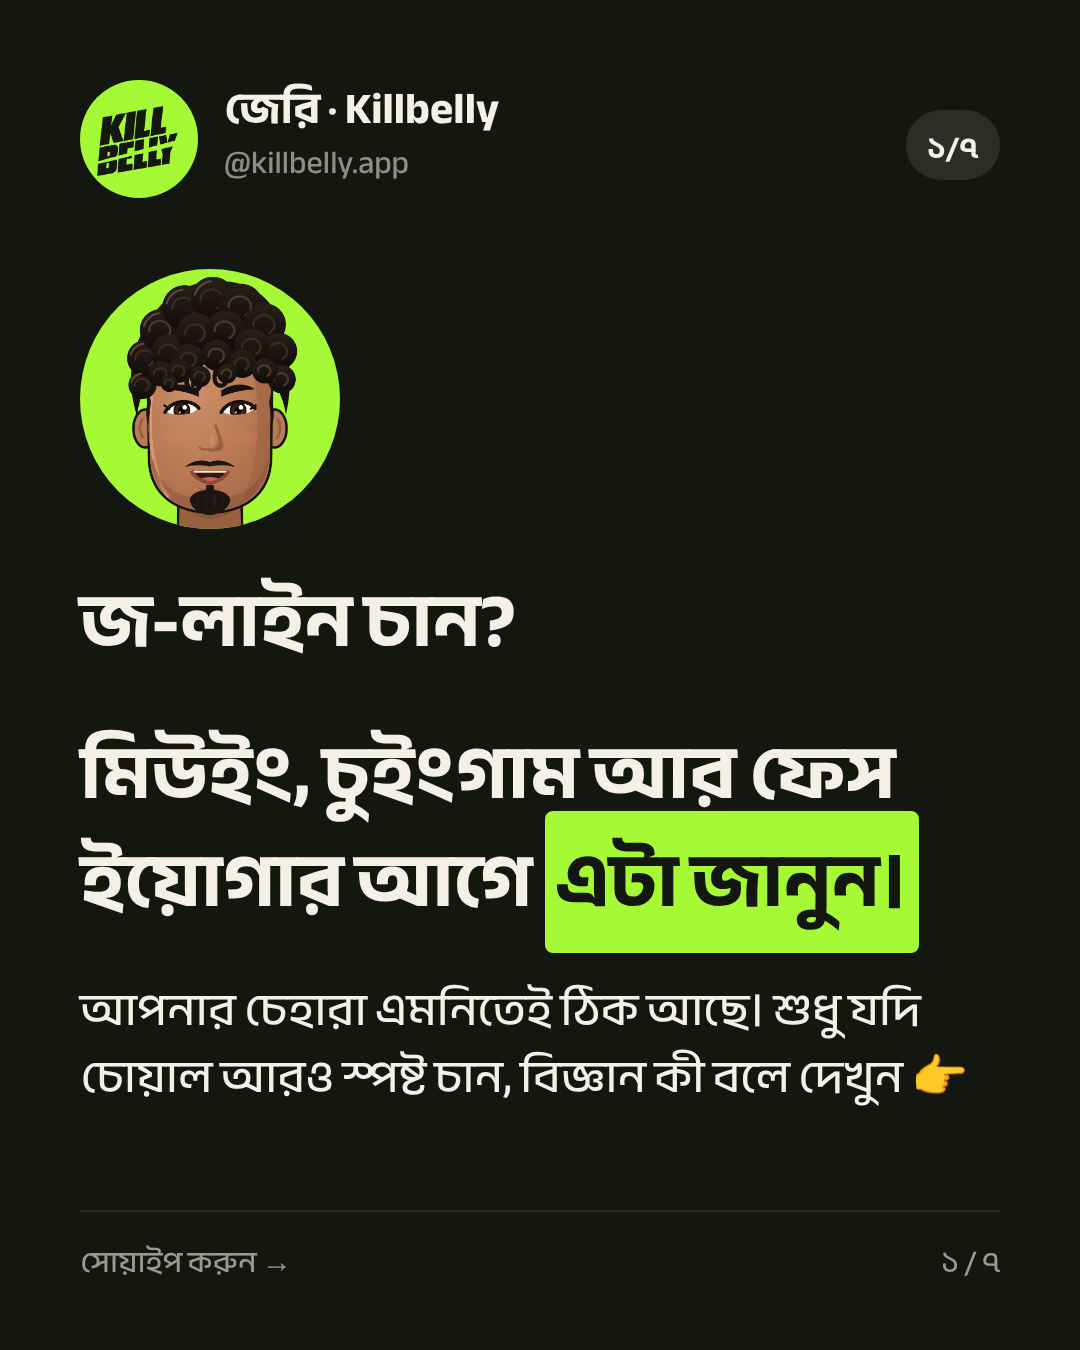 KILL
BELLY
BELLY
জেরি · Killbelly
@killbelly.app
১/৭
জ-লাইন চান?
মিউইং, চুইংগাম আর ফেস
ইয়োগার আগে এটা জানুন।
আপনার চেহারা এমনিতেই ঠিক আছে। শুধু যদি
চোয়াল আরও স্পষ্ট চান, বিজ্ঞান কী বলে দেখুন 👉
সোয়াইপ করুন →
১ / ৭